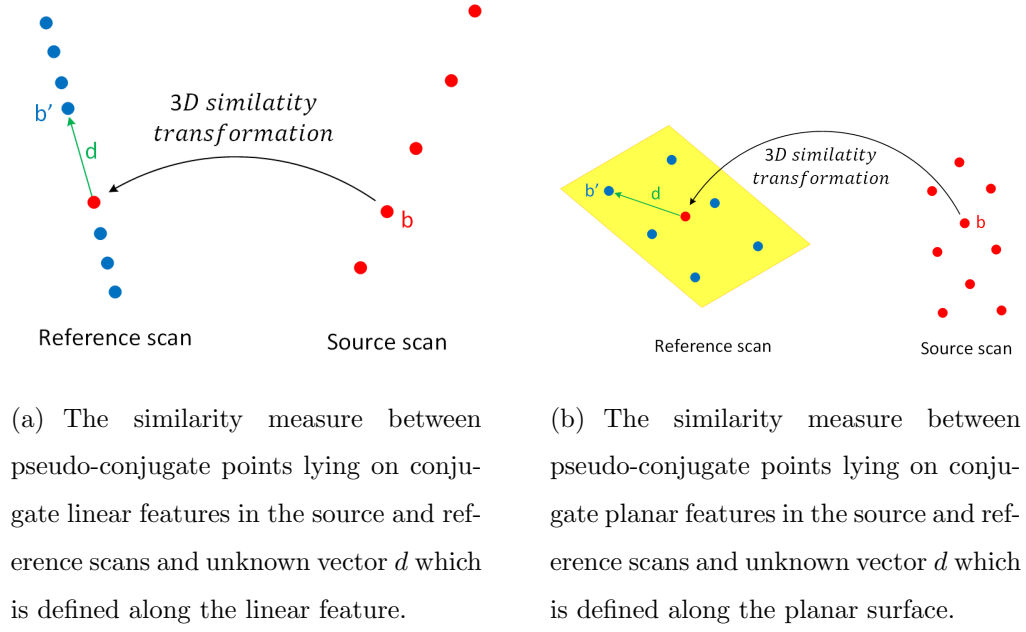 3D similatity
transformation
b’
d
b
Reference scan
Source scan
3D similatity
transformation
b’
d
b
Reference scan
Source scan
(a) The similarity measure between
pseudo-conjugate points lying on conju-
gate linear features in the source and ref-
erence scans and unknown vector d which
is defined along the linear feature.
(b) The similarity measure between
pseudo-conjugate points lying on conju-
gate planar features in the source and ref-
erence scans and unknown vector d which
is defined along the planar surface.